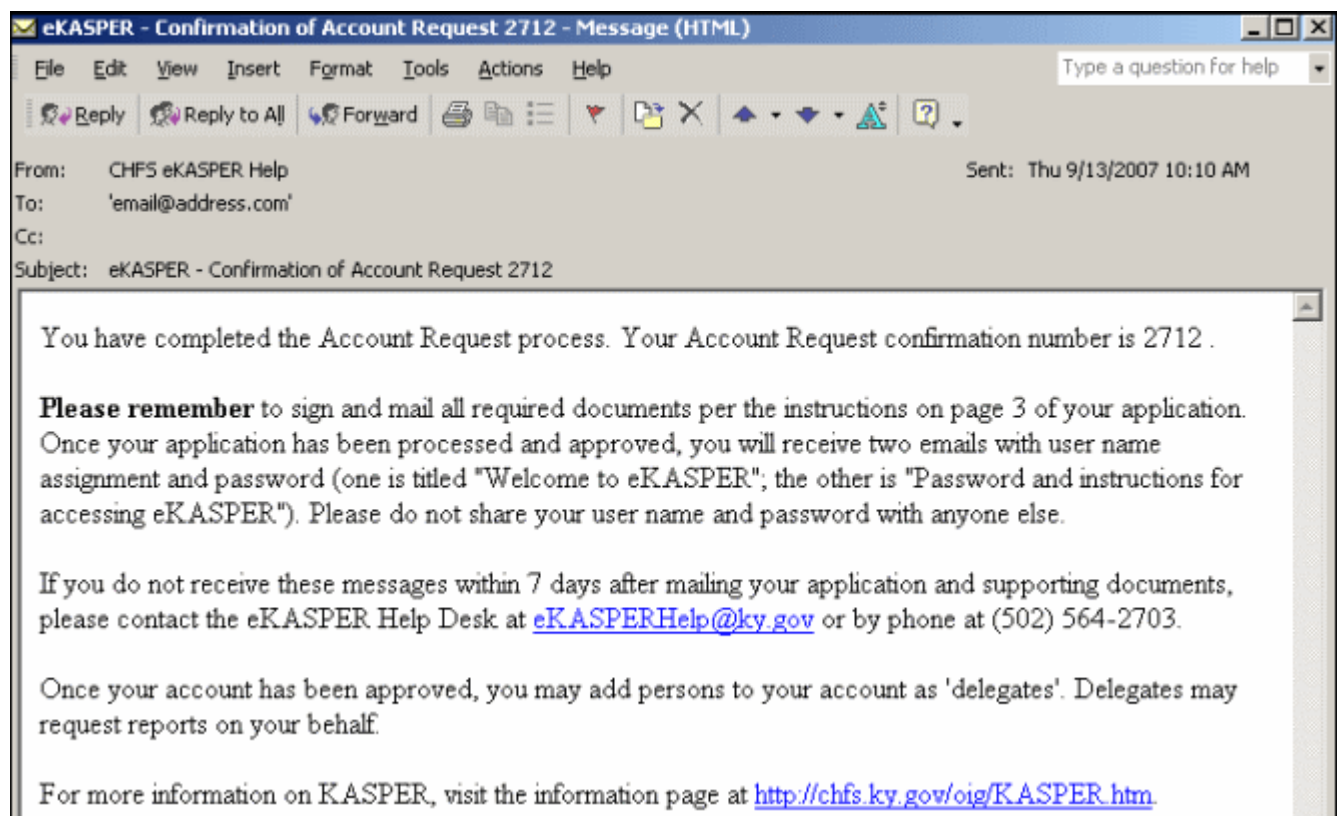 eKASPER - Confirmation of Account Request 2712 - Message (HTML)
File Edit View Insert Format Tools Actions Help Type a question for help
Reply Reply to All Forward
From: CHFS eKASPER Help Sent: Thu 9/13/2007 10:10 AM
To: 'email@address.com'
Cc:
Subject: eKASPER - Confirmation of Account Request 2712
You have completed the Account Request process. Your Account Request confirmation number is 2712 .
Please remember to sign and mail all required documents per the instructions on page 3 of your application.
Once your application has been processed and approved, you will receive two emails with user name
assignment and password (one is titled "Welcome to eKASPER"; the other is "Password and instructions for
accessing eKASPER"). Please do not share your user name and password with anyone else.
If you do not receive these messages within 7 days after mailing your application and supporting documents,
please contact the eKASPER Help Desk at eKASPERHelp@ky.gov or by phone at (502) 564-2703.
Once your account has been approved, you may add persons to your account as 'delegates'. Delegates may
request reports on your behalf.
For more information on KASPER, visit the information page at http://chfs.ky.gov/oig/KASPER.htm.